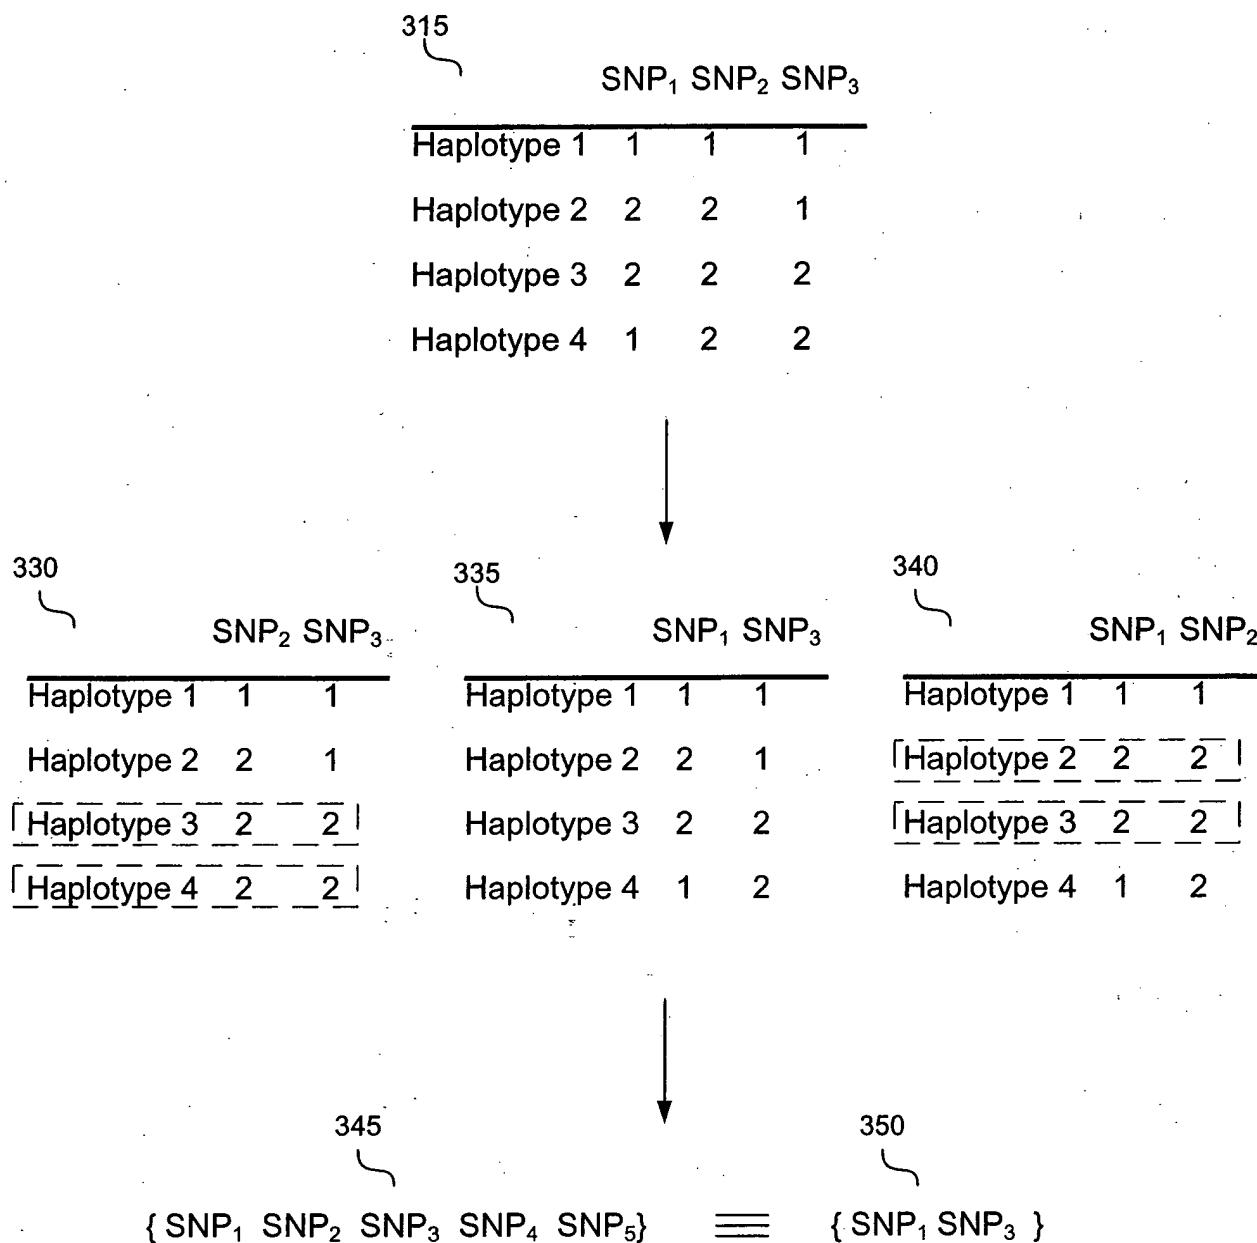 315
SNP₁ SNP₂ SNP₃
Haplotype 1 1 1 1
Haplotype 2 2 2 1
Haplotype 3 2 2 2
Haplotype 4 1 2 2
330
SNP₂ SNP₃
Haplotype 1 1 1
Haplotype 2 2 1
Haplotype 3 2 2
Haplotype 4 2 2
335
SNP₁ SNP₃
Haplotype 1 1 1
Haplotype 2 2 1
Haplotype 3 2 2
Haplotype 4 1 2
340
SNP₁ SNP₂
Haplotype 1 1 1
Haplotype 2 2 2
Haplotype 3 2 2
Haplotype 4 1 2
345 350
{ SNP₁ SNP₂ SNP₃ SNP₄ SNP₅} ≡ { SNP₁ SNP₃ }